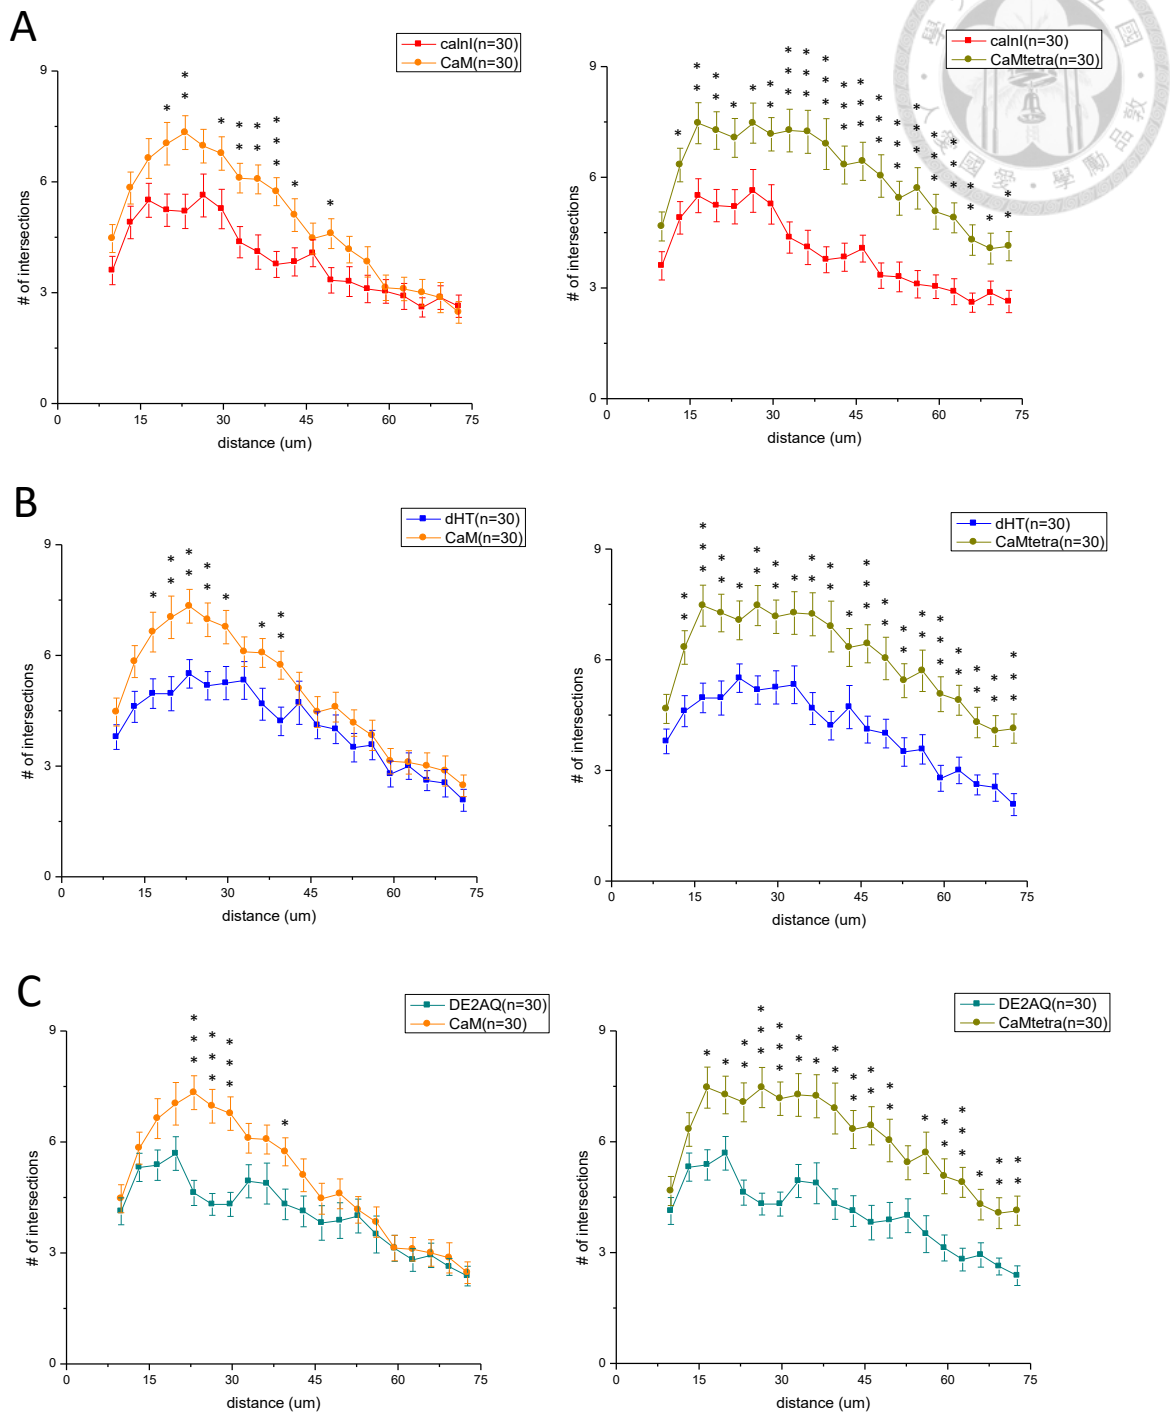 A
calnI(n=30)
CaM(n=30)
9
6
3
0
0 15 30 45 60 75
# of intersections
distance (um)
calnI(n=30)
CaMtetra(n=30)
9
6
3
0
0 15 30 45 60 75
# of intersections
distance (um)
B
dHT(n=30)
CaM(n=30)
9
6
3
0
0 15 30 45 60 75
# of intersections
distance (um)
dHT(n=30)
CaMtetra(n=30)
9
6
3
0
0 15 30 45 60 75
# of intersections
distance (um)
C
DE2AQ(n=30)
CaM(n=30)
9
6
3
0
0 15 30 45 60 75
# of intersections
distance (um)
DE2AQ(n=30)
CaMtetra(n=30)
9
6
3
0
0 15 30 45 60 75
# of intersections
distance (um)